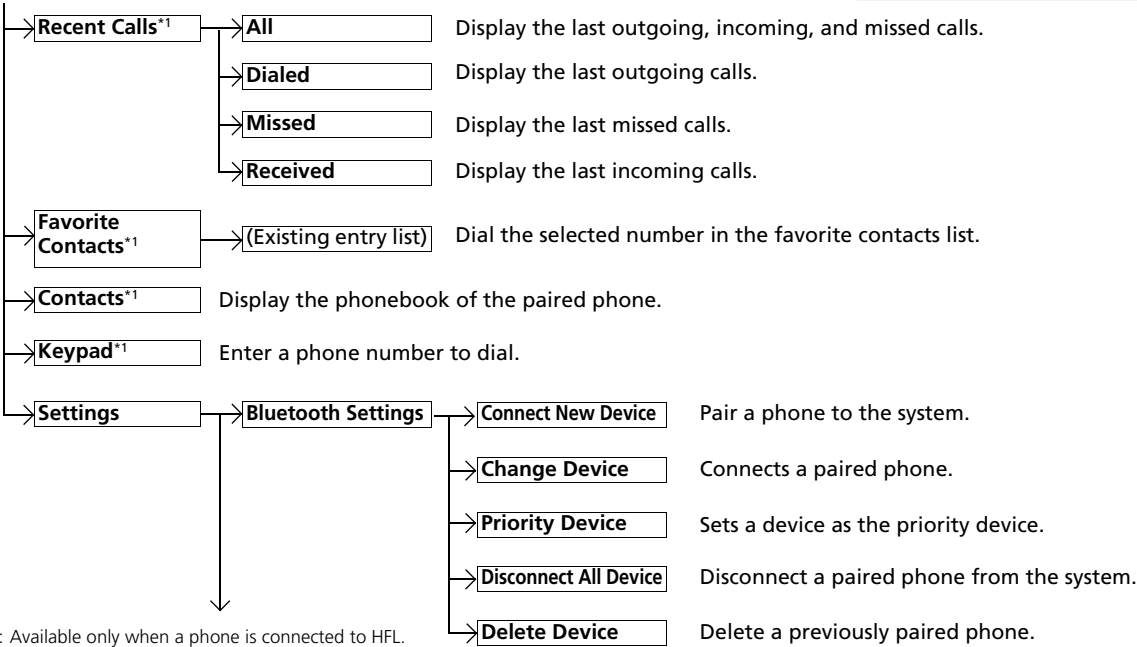 Recent Calls*1
All
Display the last outgoing, incoming, and missed calls.
Dialed
Display the last outgoing calls.
Missed
Display the last missed calls.
Received
Display the last incoming calls.
Favorite
Contacts*1
(Existing entry list)
Dial the selected number in the favorite contacts list.
Contacts*1
Display the phonebook of the paired phone.
Keypad*1
Enter a phone number to dial.
Settings
Bluetooth Settings
Connect New Device
Pair a phone to the system.
Change Device
Connects a paired phone.
Priority Device
Sets a device as the priority device.
Disconnect All Device
Disconnect a paired phone from the system.
Delete Device
Delete a previously paired phone.
: Available only when a phone is connected to HFL.